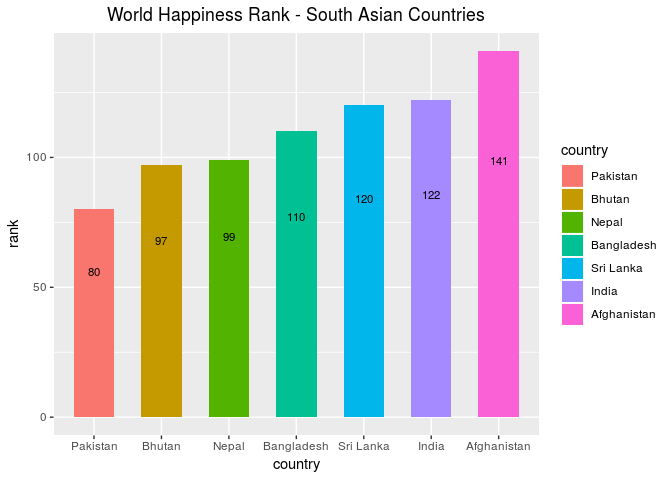 World Happiness Rank - South Asian Countries
rank
100
50
0
80
97
99
110
120
122
141
Pakistan Bhutan Nepal Bangladesh Sri Lanka India Afghanistan
country
country
Pakistan
Bhutan
Nepal
Bangladesh
Sri Lanka
India
Afghanistan